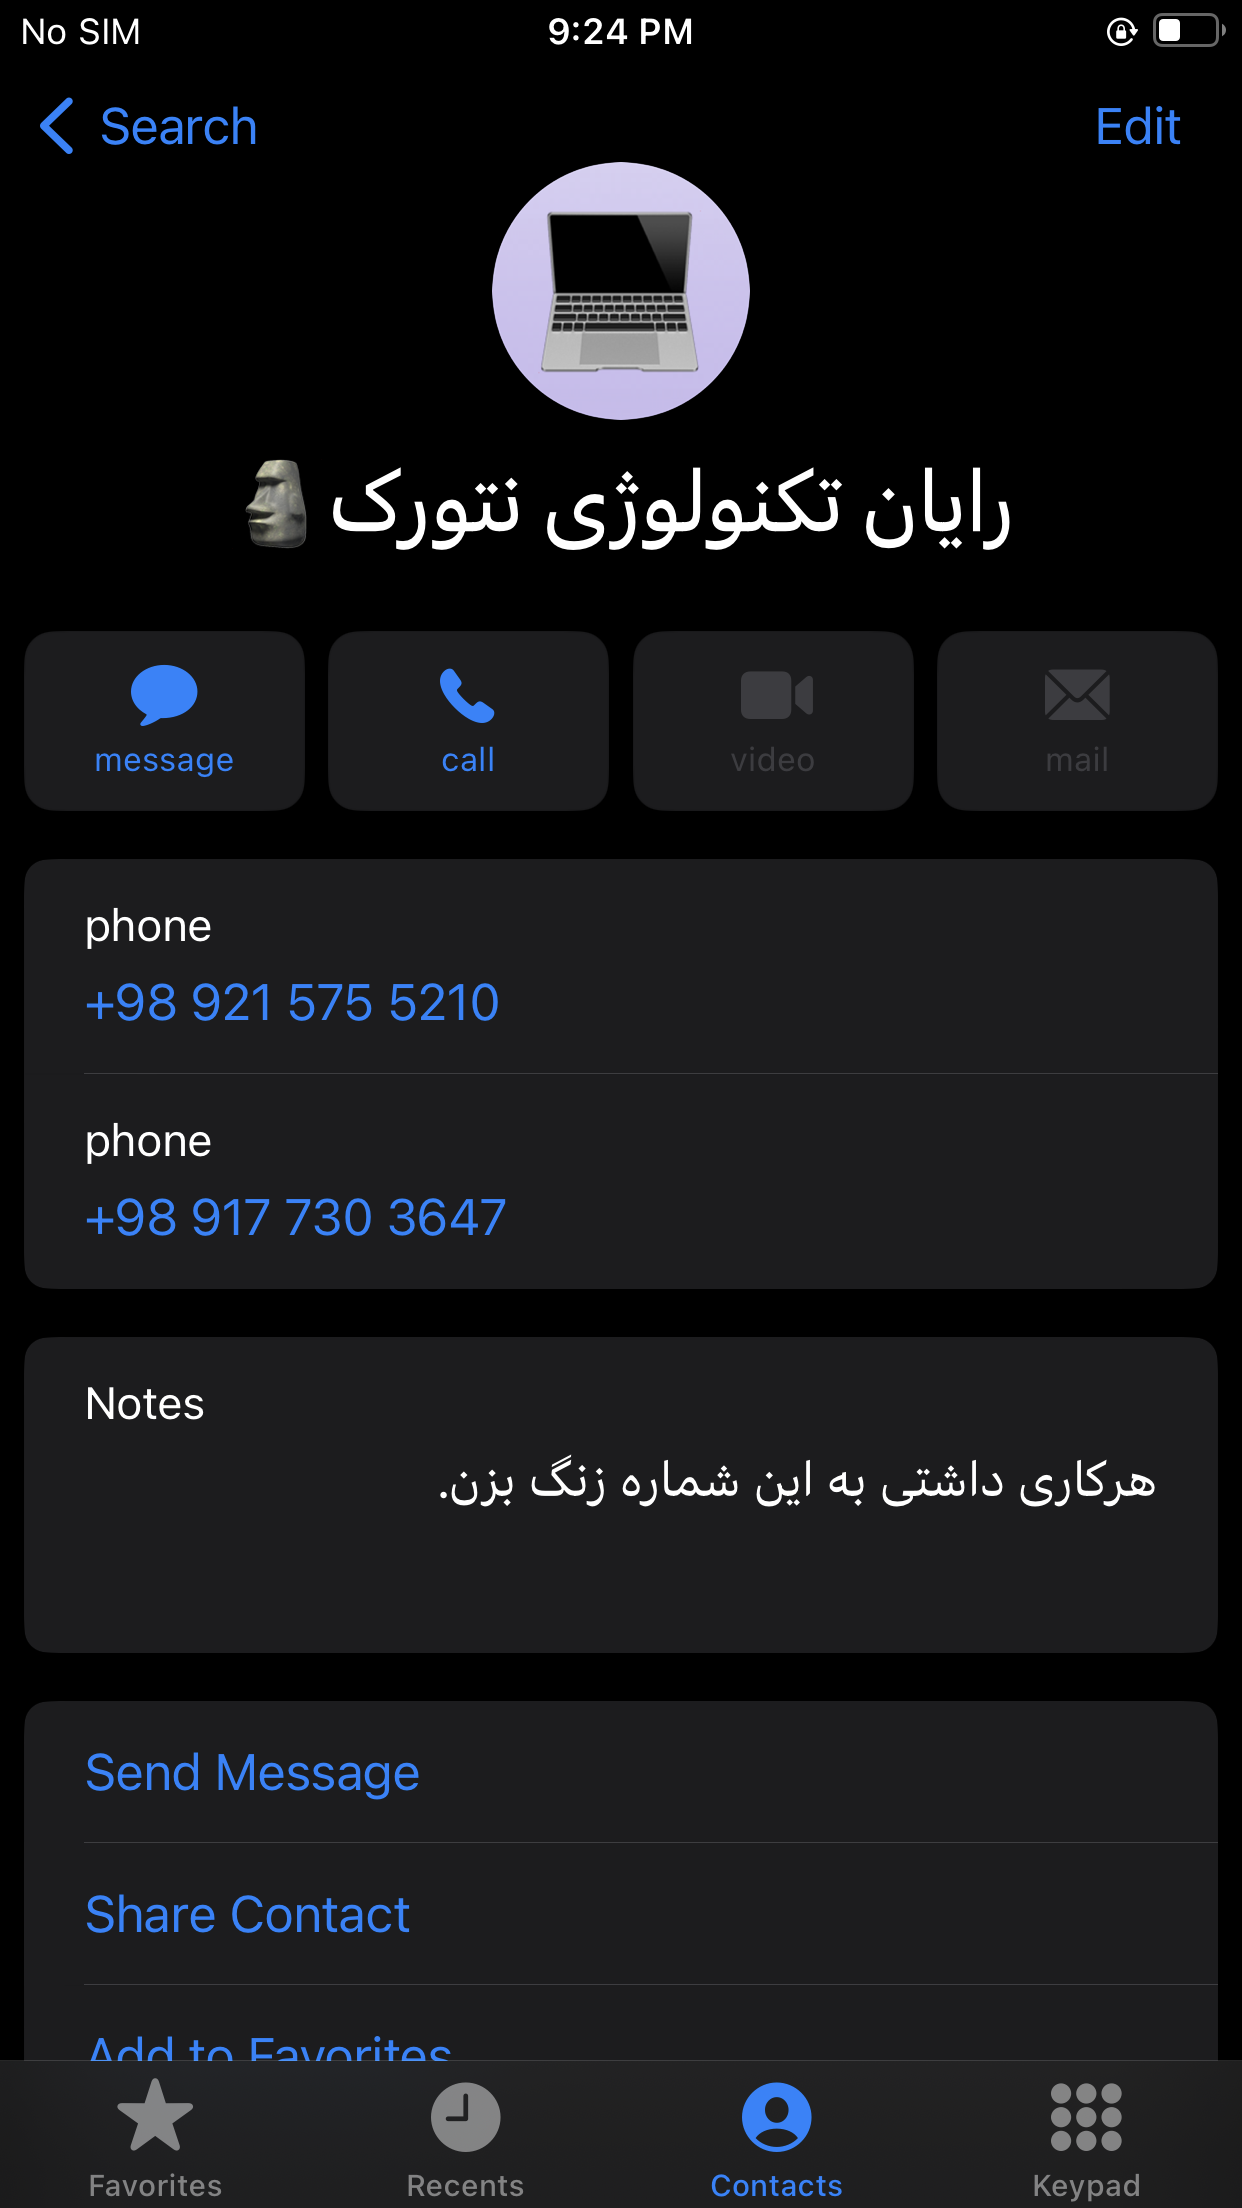 No SIM
9:24 PM
Search
Edit
رایان تکنولوژی نتورک 🗿
message
call
video
mail
phone
+98 921 575 5210
phone
+98 917 730 3647
Notes
هرکاری داشتی به این شماره زنگ بزن.
Send Message
Share Contact
Add to Favorites
Favorites
Recents
Contacts
Keypad